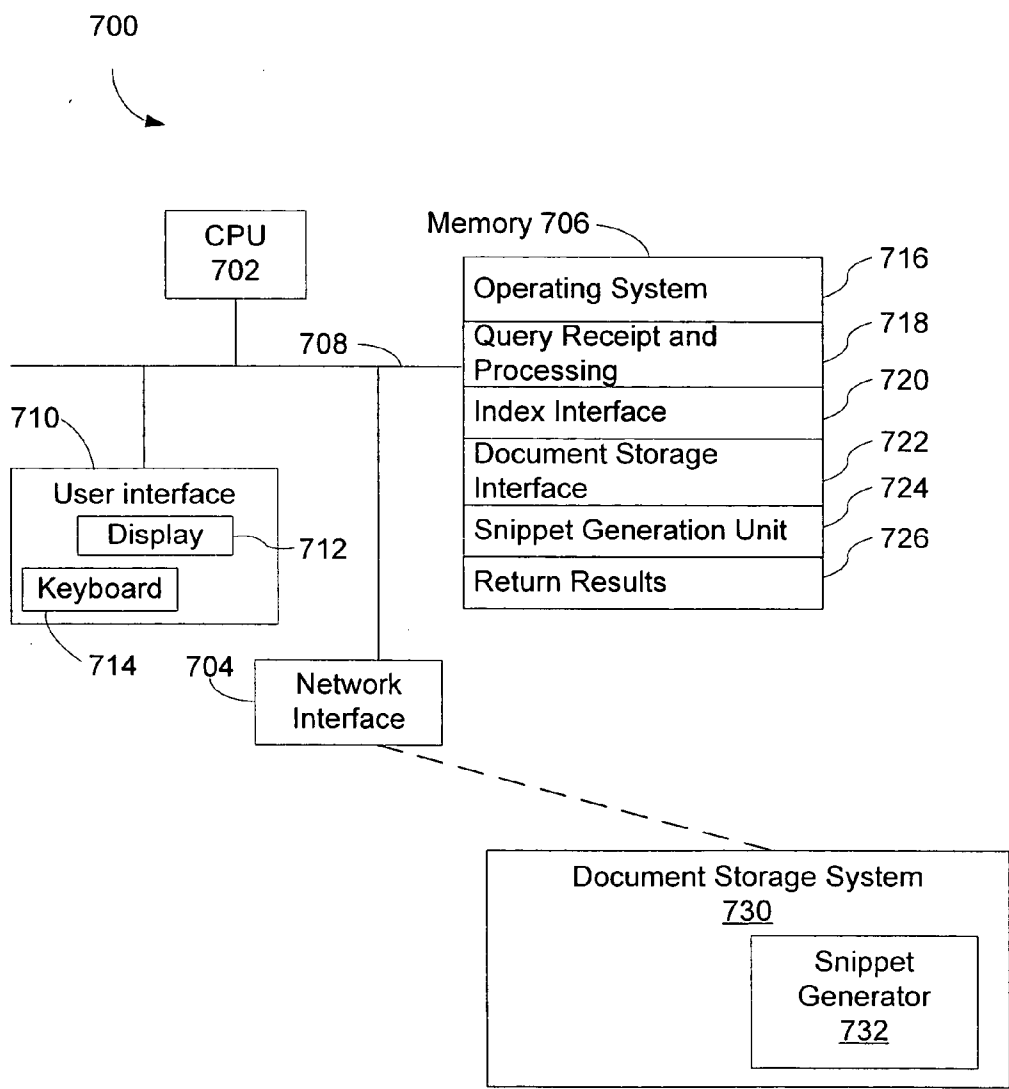 700
CPU
702
Memory 706
Operating System
716
Query Receipt and
Processing
718
708
Index Interface
720
Document Storage
Interface
722
Snippet Generation Unit
724
Return Results
726
710
User interface
Display
712
Keyboard
714
704
Network
Interface
Document Storage System
730
Snippet
Generator
732